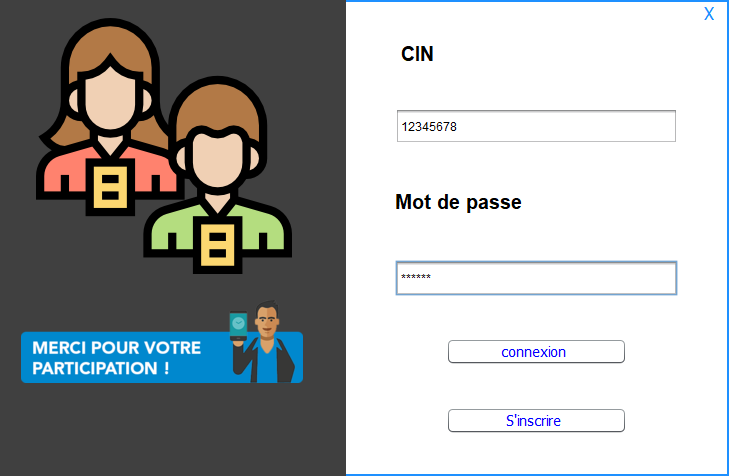 X
CIN
12345678
Mot de passe
******
connexion
S'inscrire
MERCI POUR VOTRE
PARTICIPATION !